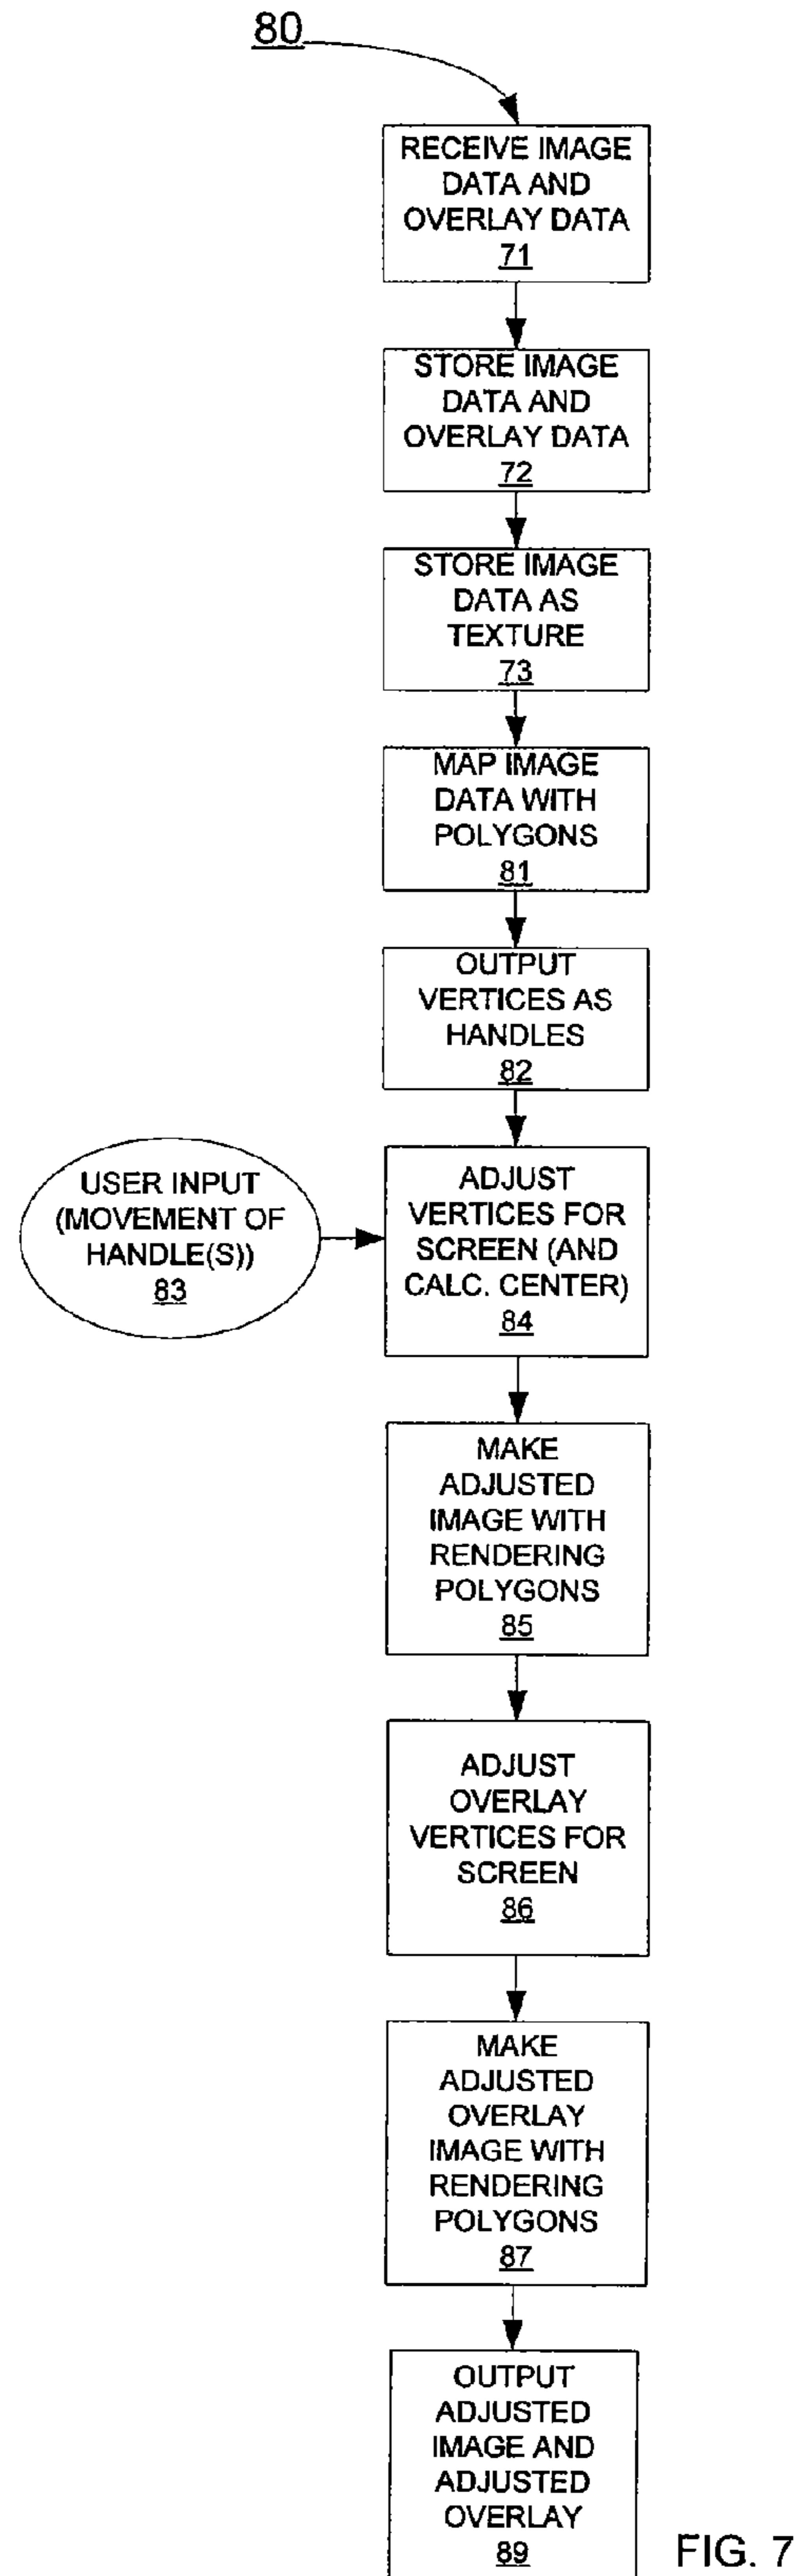 80
RECEIVE IMAGE
DATA AND
OVERLAY DATA
71
STORE IMAGE
DATA AND
OVERLAY DATA
72
STORE IMAGE
DATA AS
TEXTURE
73
MAP IMAGE
DATA WITH
POLYGONS
81
OUTPUT
VERTICES AS
HANDLES
82
USER INPUT
(MOVEMENT OF
HANDLE(S))
83
ADJUST
VERTICES FOR
SCREEN (AND
CALC. CENTER)
84
MAKE
ADJUSTED
IMAGE WITH
RENDERING
POLYGONS
85
ADJUST
OVERLAY
VERTICES FOR
SCREEN
86
MAKE
ADJUSTED
OVERLAY
IMAGE WITH
RENDERING
POLYGONS
87
OUTPUT
ADJUSTED
IMAGE AND
ADJUSTED
OVERLAY
89
FIG. 7